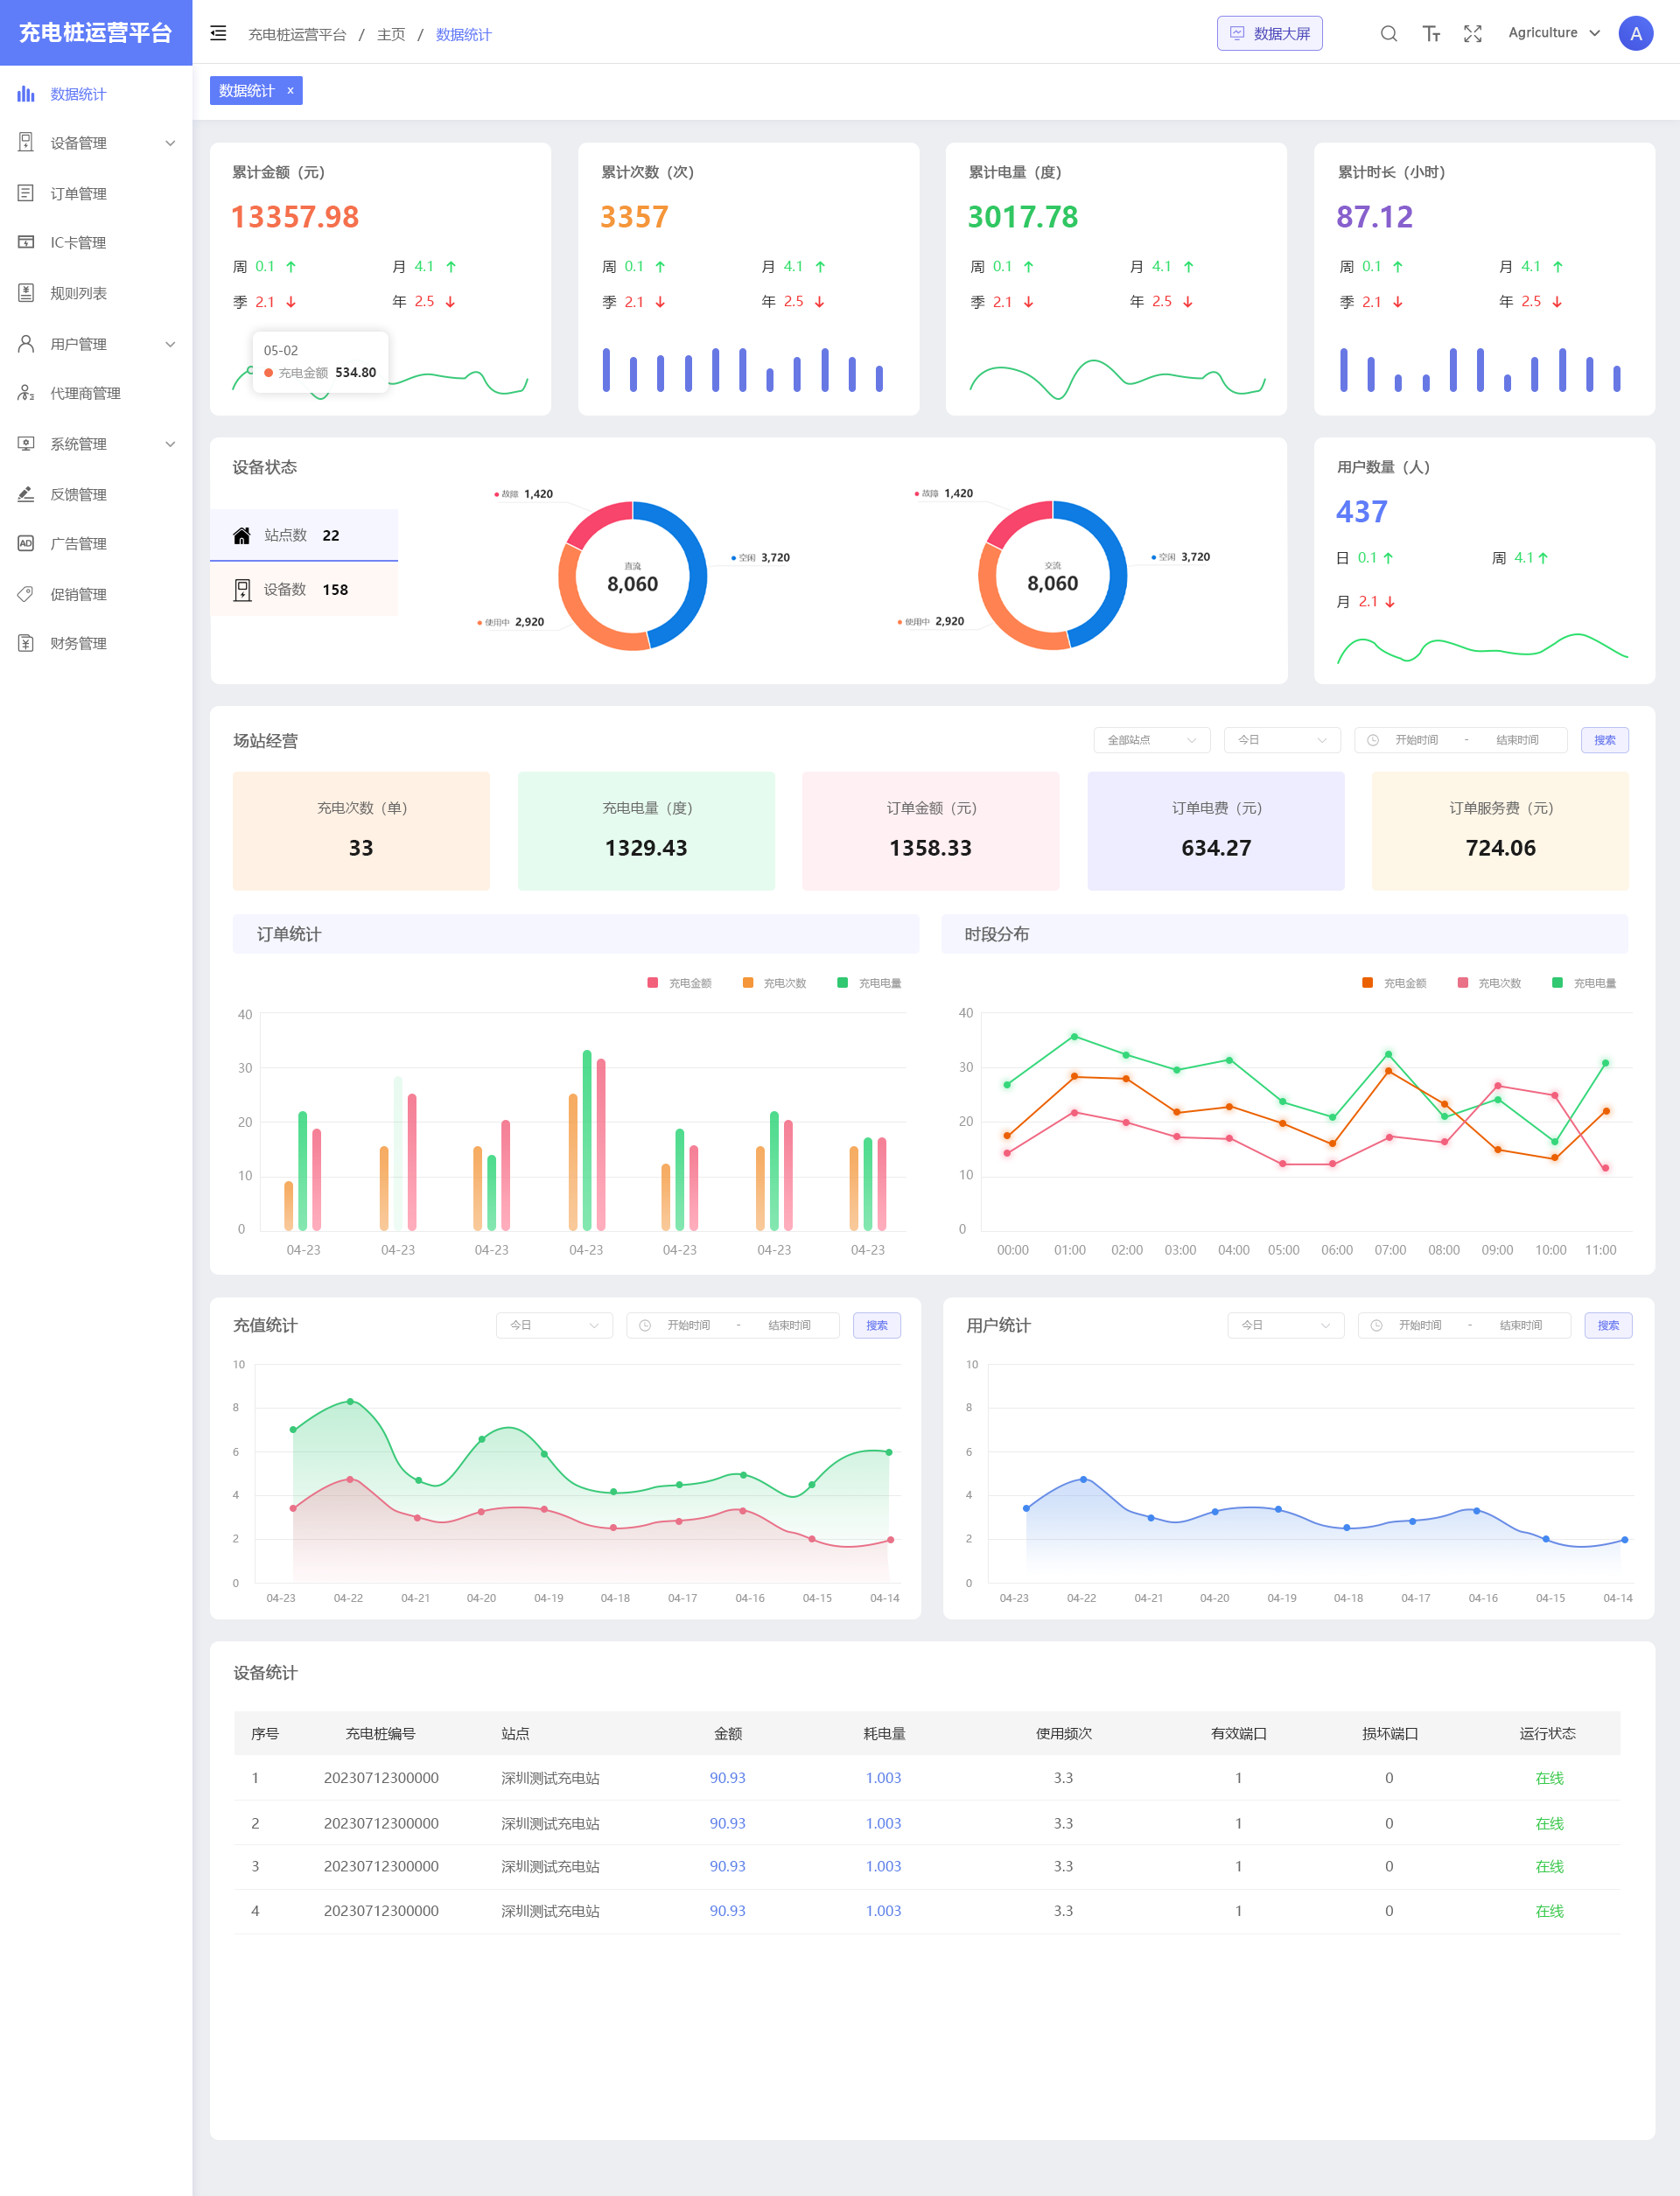 充电桩运营平台
充电桩运营平台 / 主页 / 数据统计
数据大屏
Agriculture
A
数据统计 x
数据统计
设备管理
订单管理
IC卡管理
规则列表
用户管理
代理商管理
系统管理
反馈管理
AD 广告管理
促销管理
财务管理
累计金额（元）
13357.98
周 0.1 月 4.1
季 2.1 年 2.5
05-02
充电金额 534.80
累计次数（次）
3357
周 0.1 月 4.1
季 2.1 年 2.5
累计电量（度）
3017.78
周 0.1 月 4.1
季 2.1 年 2.5
累计时长（小时）
87.12
周 0.1 月 4.1
季 2.1 年 2.5
设备状态
站点数 22
设备数 158
故障 1,420
空闲 3,720
直流
8,060
使用中 2,920
故障 1,420
空闲 3,720
交流
8,060
使用中 2,920
用户数量（人）
437
日 0.1 周 4.1
月 2.1
场站经营
全部站点 今日 开始时间 - 结束时间 搜索
充电次数（单）
33
充电电量（度）
1329.43
订单金额（元）
1358.33
订单电费（元）
634.27
订单服务费（元）
724.06
订单统计
充电金额 充电次数 充电电量
40
30
20
10
0
04-23 04-23 04-23 04-23 04-23 04-23 04-23
时段分布
充电金额 充电次数 充电电量
40
30
20
10
0
00:00 01:00 02:00 03:00 04:00 05:00 06:00 07:00 08:00 09:00 10:00 11:00
充值统计
今日 开始时间 - 结束时间 搜索
10
8
6
4
2
0
04-23 04-22 04-21 04-20 04-19 04-18 04-17 04-16 04-15 04-14
用户统计
今日 开始时间 - 结束时间 搜索
10
8
6
4
2
0
04-23 04-22 04-21 04-20 04-19 04-18 04-17 04-16 04-15 04-14
设备统计
序号 充电桩编号 站点 金额 耗电量 使用频次 有效端口 损坏端口 运行状态
1 20230712300000 深圳测试充电站 90.93 1.003 3.3 1 0 在线
2 20230712300000 深圳测试充电站 90.93 1.003 3.3 1 0 在线
3 20230712300000 深圳测试充电站 90.93 1.003 3.3 1 0 在线
4 20230712300000 深圳测试充电站 90.93 1.003 3.3 1 0 在线